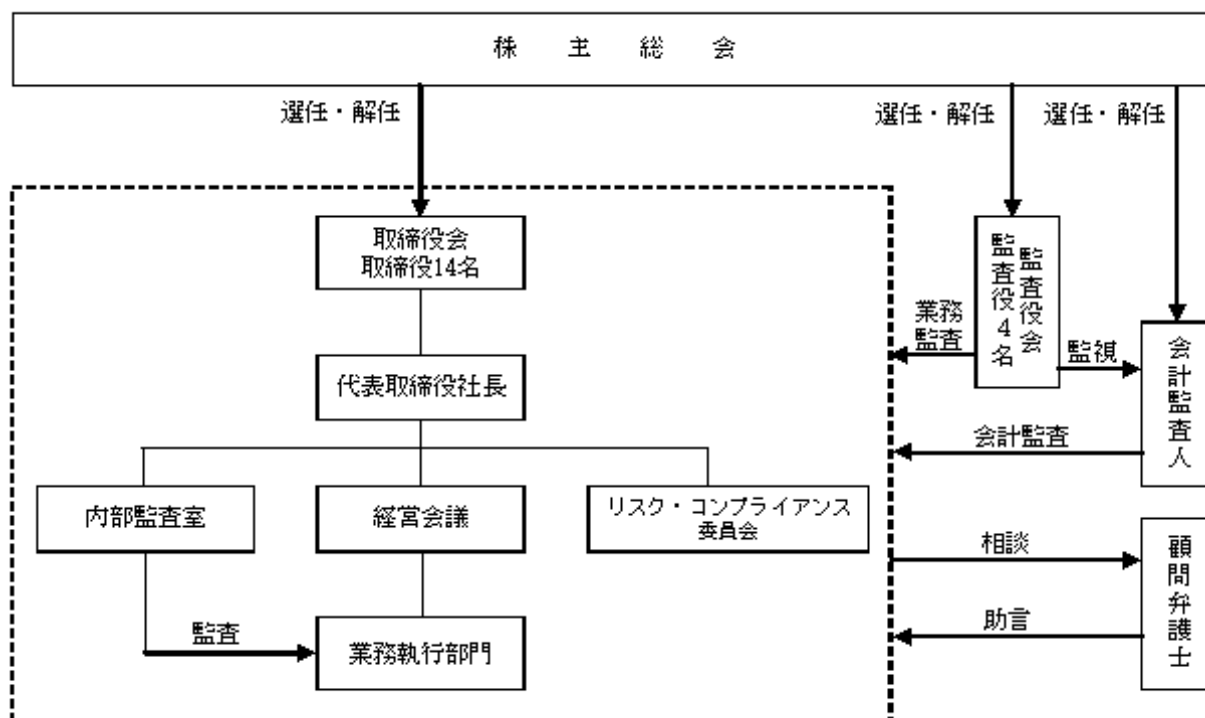 株主総会
選任・解任
選任・解任
選任・解任
取締役会
取締役14名
監査役会
監査役4名
業務
監査
監視
会計監査人
代表取締役社長
会計監査
内部監査室
経営会議
リスク・コンプライアンス
委員会
相談
顧問弁護士
助言
監査
業務執行部門